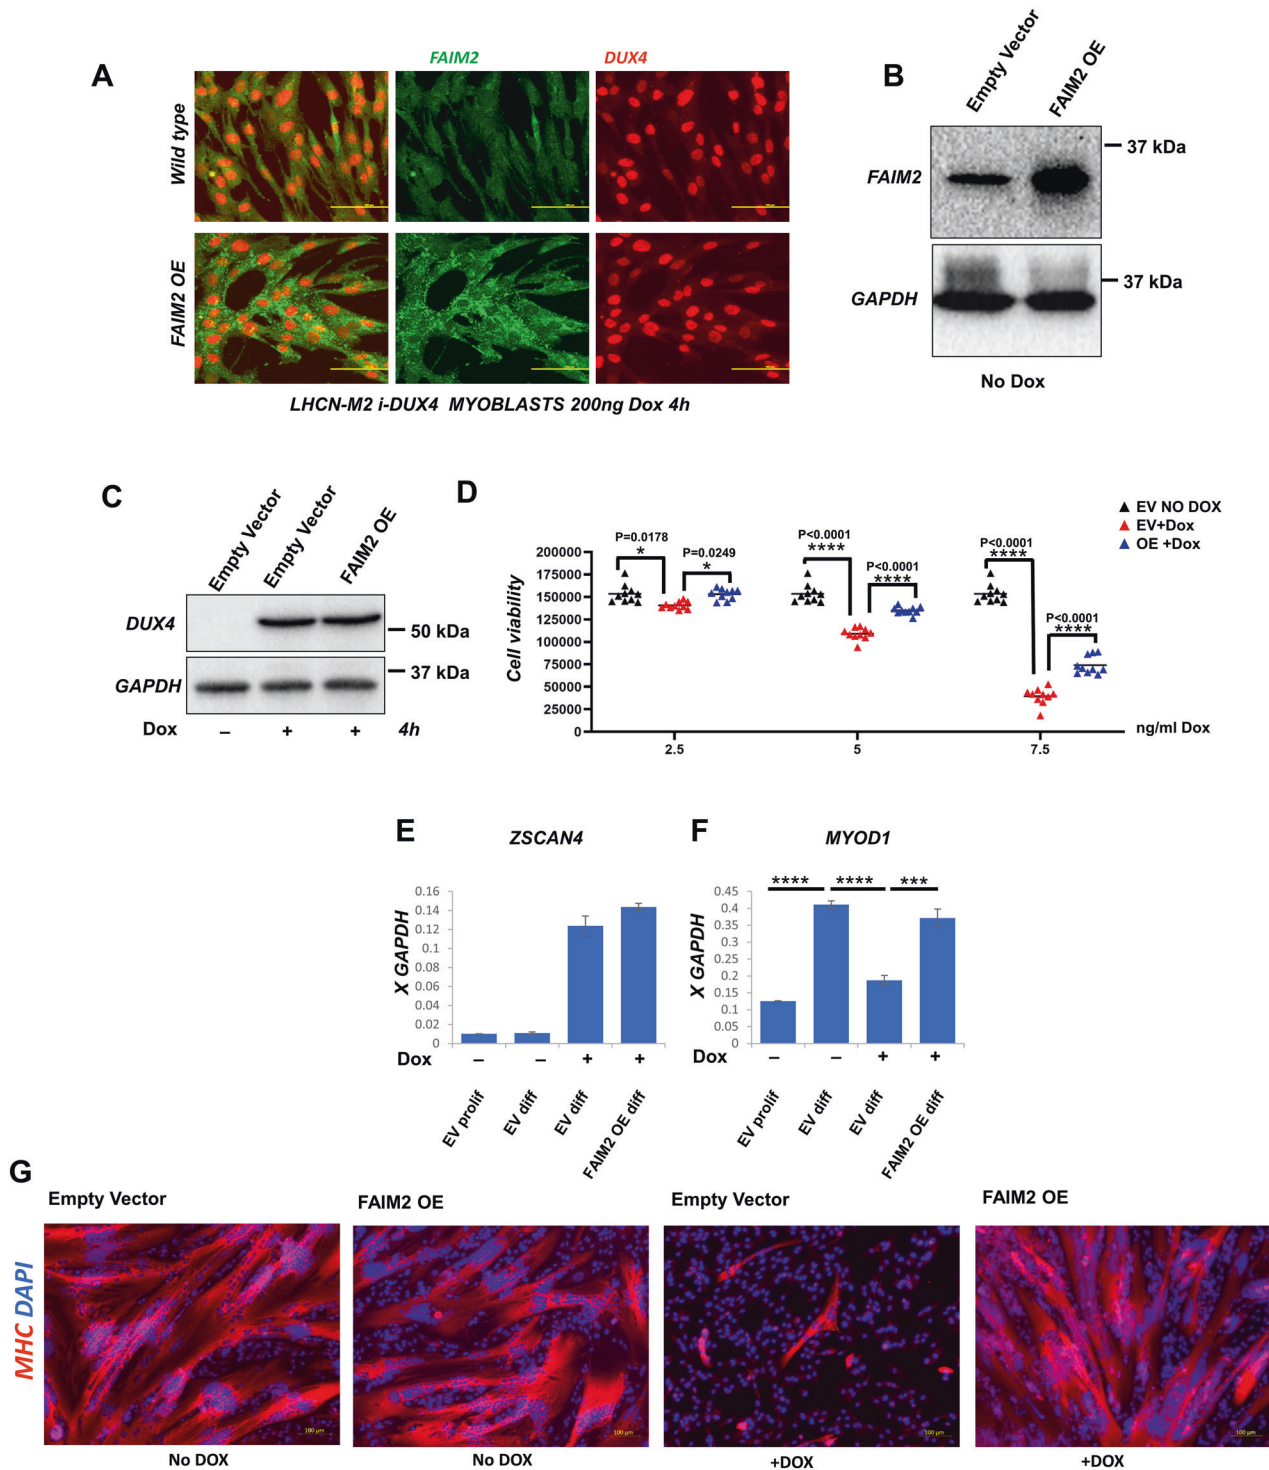 A
FAIM2
DUX4
Wild type
FAIM2 OE
LHCN-M2 i-DUX4 MYOBLASTS 200ng Dox 4h
B
Empty Vector
FAIM2 OE
37 kDa
FAIM2
37 kDa
GAPDH
No Dox
C
Empty Vector
Empty Vector
FAIM2 OE
DUX4
50 kDa
37 kDa
GAPDH
Dox – + + 4h
D
EV NO DOX
EV+Dox
OE +Dox
Cell viability
200000
175000
150000
125000
100000
75000
50000
25000
0
P=0.0178
*
P=0.0249
*
P<0.0001
****
P<0.0001
****
P<0.0001
****
P<0.0001
****
2.5 5 7.5
ng/ml Dox
E
ZSCAN4
X GAPDH
0.16
0.14
0.12
0.1
0.08
0.06
0.04
0.02
0
Dox – – + +
EV prolif
EV diff
EV diff
FAIM2 OE diff
F
MYOD1
**** **** ***
X GAPDH
0.45
0.4
0.35
0.3
0.25
0.2
0.15
0.1
0.05
0
– – + +
EV prolif
EV diff
EV diff
FAIM2 OE diff
G
MHC DAPI
Empty Vector
FAIM2 OE
Empty Vector
FAIM2 OE
100 µm
100 µm
100 µm
100 µm
No DOX
No DOX
+DOX
+DOX